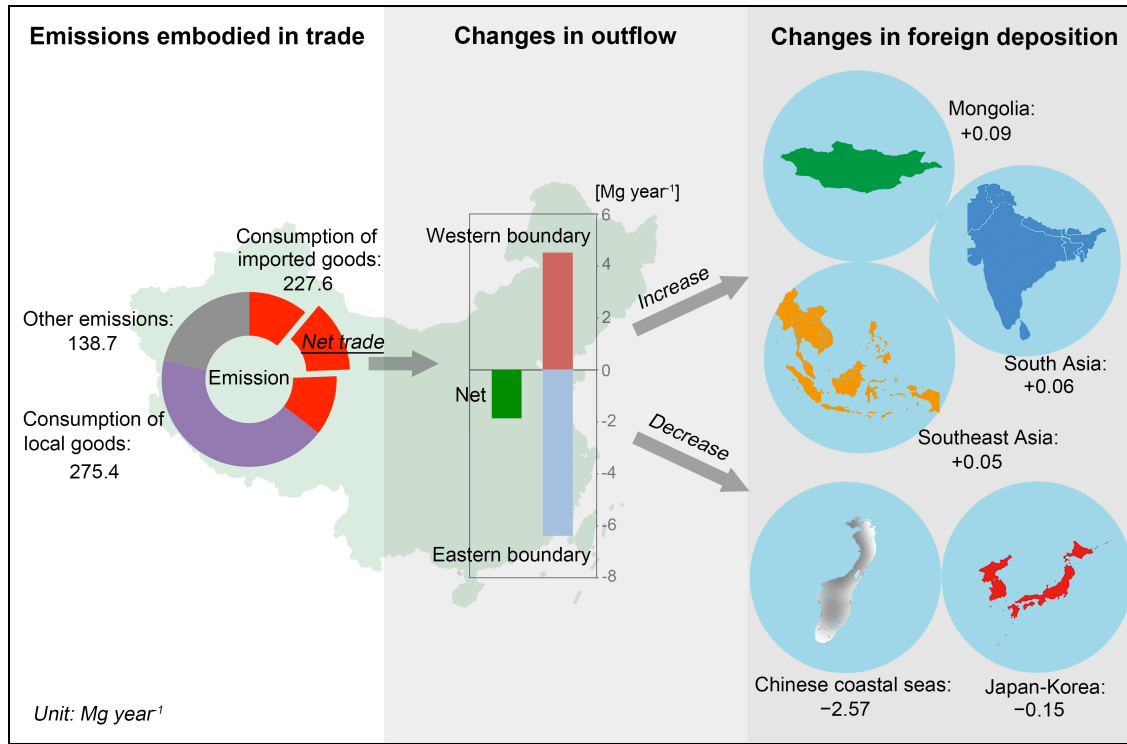 Emissions embodied in trade
Changes in outflow
Changes in foreign deposition
Consumption of
imported goods:
227.6
Other emissions:
138.7
Net trade
Emission
Consumption of
local goods:
275.4
Unit: Mg year⁻¹
[Mg year⁻¹]
6
4
2
0
-2
-4
-6
-8
Western boundary
Net
Eastern boundary
Increase
Decrease
Mongolia:
+0.09
South Asia:
+0.06
Southeast Asia:
+0.05
Chinese coastal seas:
−2.57
Japan-Korea:
−0.15